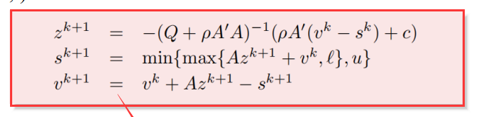 z^{k+1} = −(Q + ρA′A)^{−1}(ρA′(v^k − s^k) + c)
s^{k+1} = min{max{Az^{k+1} + v^k, ℓ}, u}
v^{k+1} = v^k + Az^{k+1} − s^{k+1}